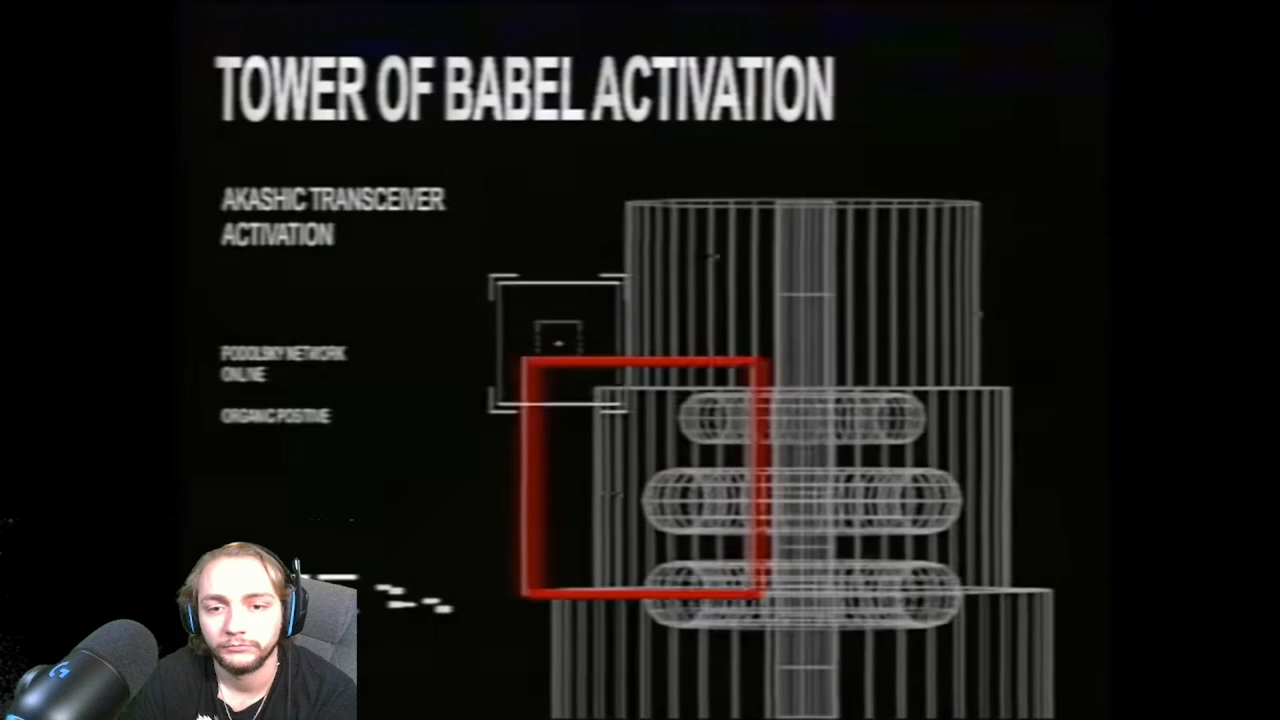 TOWER OF BABEL ACTIVATION
AKASHIC TRANSCEIVER
ACTIVATION
PODOLSKY NETWORK
ONLINE
ORGANIC POSITIVE